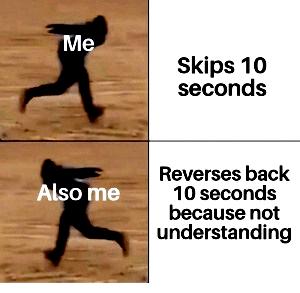 Me
Skips 10
seconds
Also me
Reverses back
10 seconds
because not
understanding